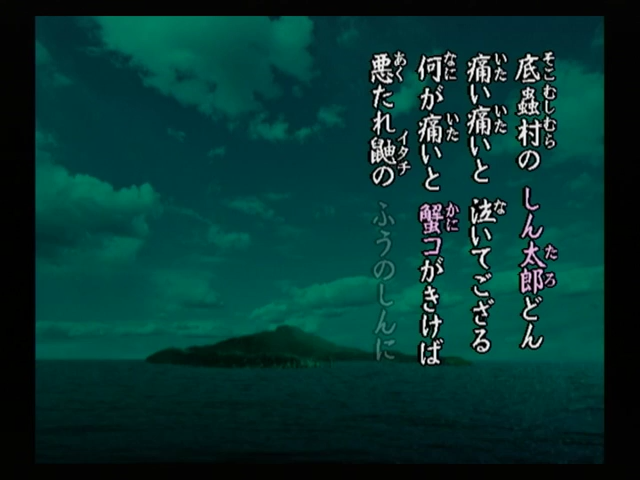 底蟲村の しん太郎どん
痛い痛いと 泣いてござる
何が痛いと 蟹コがきけば
悪たれ鼬の ふうのしんに